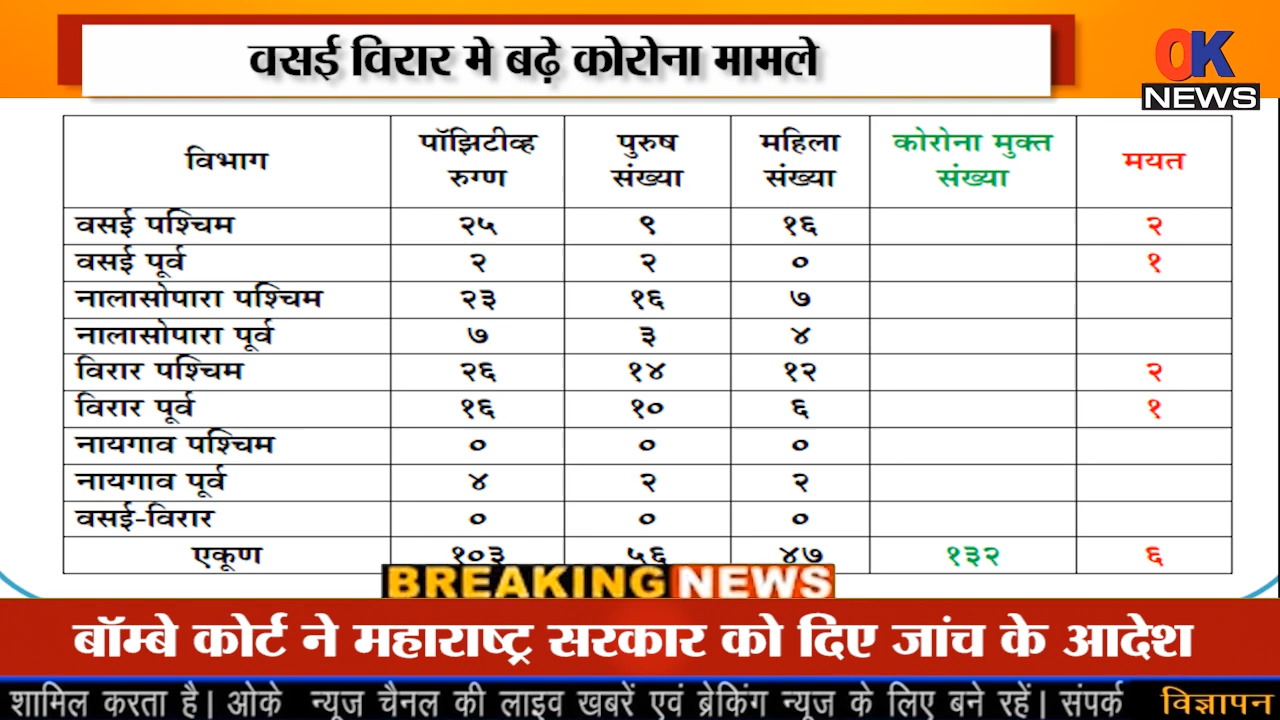 वसई विरार मे बढ़े कोरोना मामले
OK
NEWS
विभाग पॉझिटीव्ह रुग्ण पुरुष संख्या महिला संख्या कोरोना मुक्त संख्या मयत
वसई पश्चिम २५ ९ १६ २
वसई पूर्व २ २ ० १
नालासोपारा पश्चिम २३ १६ ७
नालासोपारा पूर्व ७ ३ ४
विरार पश्चिम २६ १४ १२ २
विरार पूर्व १६ १० ६ १
नायगाव पश्चिम ० ० ०
नायगाव पूर्व ४ २ २
वसई-विरार ० ० ०
एकूण १०३ ५६ ४७ १३२ ६
BREAKING NEWS
बॉम्बे कोर्ट ने महाराष्ट्र सरकार को दिए जांच के आदेश
शामिल करता है। ओके न्यूज चैनल की लाइव खबरें एवं ब्रेकिंग न्यूज के लिए बने रहें। संपर्क विज्ञापन